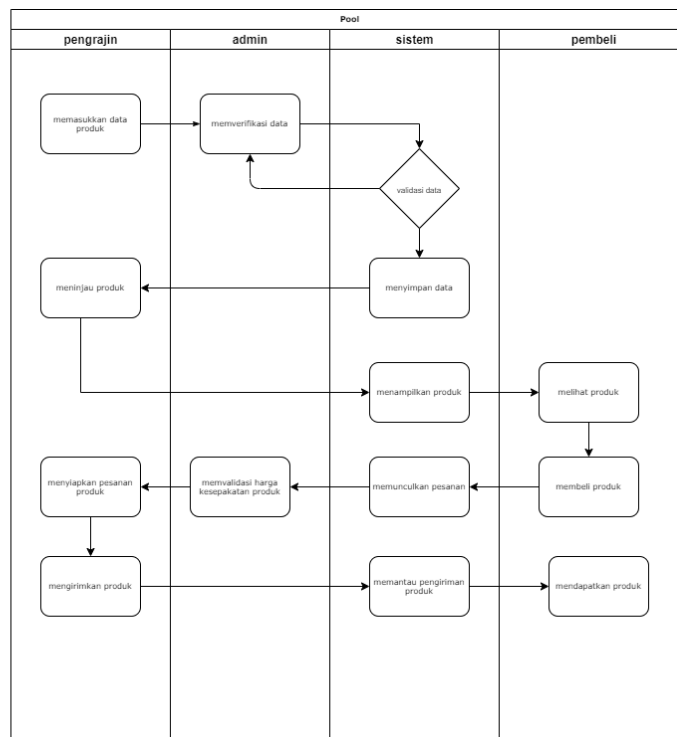 Pool
pengrajin
admin
sistem
pembeli
memasukkan data
produk
memverifikasi data
validasi data
meninjau produk
menyimpan data
menampilkan produk
melihat produk
menyiapkan pesanan
produk
memvalidasi harga
kesepakatan produk
memunculkan pesanan
membeli produk
mengirimkan produk
memantau pengiriman
produk
mendapatkan produk